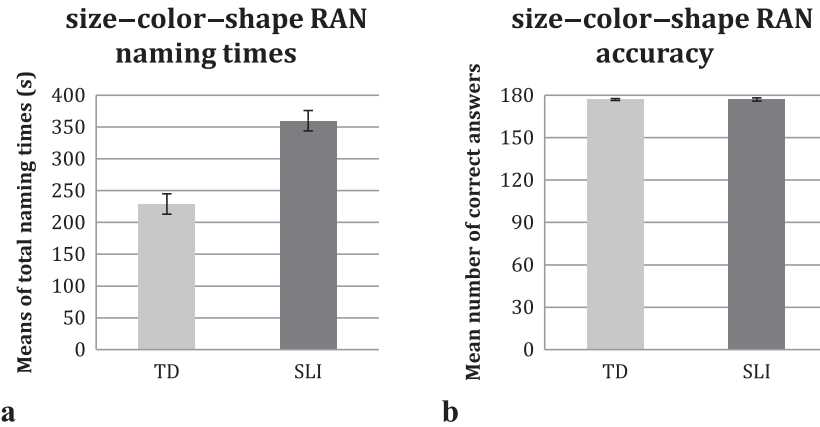 size–color–shape RAN
naming times
Means of total naming times (s)
400
350
300
250
200
150
100
50
0
TD SLI
a
size–color–shape RAN
accuracy
Mean number of correct answers
180
150
120
90
60
30
0
TD SLI
b